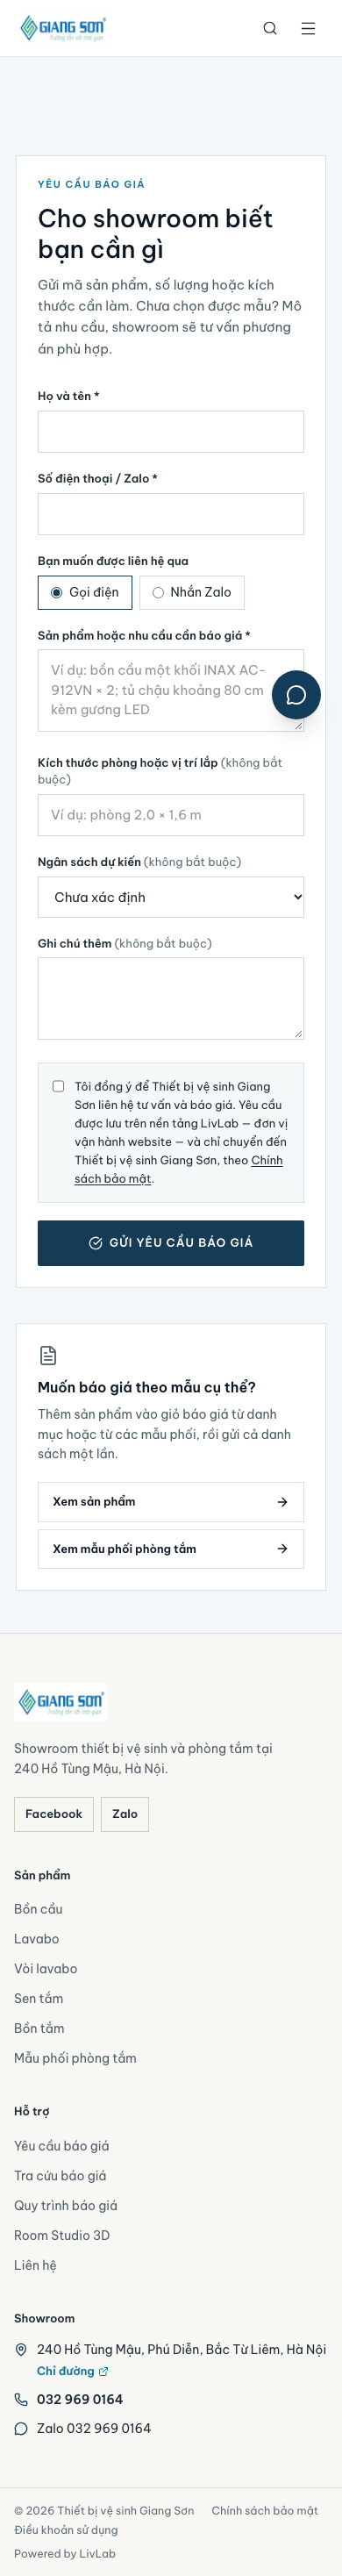 GIANG SƠN
Trường tồn với thời gian
YÊU CẦU BÁO GIÁ
Cho showroom biết
bạn cần gì
Gửi mã sản phẩm, số lượng hoặc kích
thước cần làm. Chưa chọn được mẫu? Mô
tả nhu cầu, showroom sẽ tư vấn phương
án phù hợp.
Họ và tên *
Số điện thoại / Zalo *
Bạn muốn được liên hệ qua
Gọi điện
Nhắn Zalo
Sản phẩm hoặc nhu cầu cần báo giá *
Ví dụ: bồn cầu một khối INAX AC-
912VN × 2; tủ chậu khoảng 80 cm
kèm gương LED
Kích thước phòng hoặc vị trí lắp (không bắt
buộc)
Ví dụ: phòng 2,0 × 1,6 m
Ngân sách dự kiến (không bắt buộc)
Chưa xác định
Ghi chú thêm (không bắt buộc)
Tôi đồng ý để Thiết bị vệ sinh Giang
Sơn liên hệ tư vấn và báo giá. Yêu cầu
được lưu trên nền tảng LivLab — đơn vị
vận hành website — và chỉ chuyển đến
Thiết bị vệ sinh Giang Sơn, theo Chính
sách bảo mật.
GỬI YÊU CẦU BÁO GIÁ
Muốn báo giá theo mẫu cụ thể?
Thêm sản phẩm vào giỏ báo giá từ danh
mục hoặc từ các mẫu phối, rồi gửi cả danh
sách một lần.
Xem sản phẩm
Xem mẫu phối phòng tắm
GIANG SƠN
Trường tồn với thời gian
Showroom thiết bị vệ sinh và phòng tắm tại
240 Hồ Tùng Mậu, Hà Nội.
Facebook
Zalo
Sản phẩm
Bồn cầu
Lavabo
Vòi lavabo
Sen tắm
Bồn tắm
Mẫu phối phòng tắm
Hỗ trợ
Yêu cầu báo giá
Tra cứu báo giá
Quy trình báo giá
Room Studio 3D
Liên hệ
Showroom
240 Hồ Tùng Mậu, Phú Diễn, Bắc Từ Liêm, Hà Nội
Chỉ đường
032 969 0164
Zalo 032 969 0164
© 2026 Thiết bị vệ sinh Giang Sơn
Chính sách bảo mật
Điều khoản sử dụng
Powered by LivLab